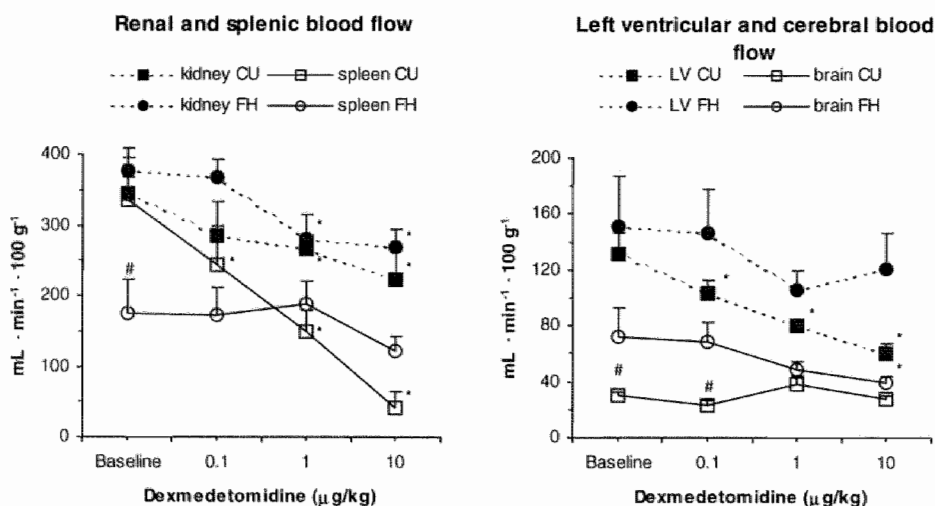 Renal and splenic blood flow
kidney CU spleen CU
kidney FH spleen FH
400
300
200
100
0
mL · min⁻¹ · 100 g⁻¹
#
*
*
*
*
*
*
*
Baseline 0.1 1 10
Dexmedetomidine (μg/kg)
Left ventricular and cerebral blood
flow
LV CU brain CU
LV FH brain FH
200
160
120
80
40
0
mL · min⁻¹ · 100 g⁻¹
#
#
*
*
*
*
Baseline 0.1 1 10
Dexmedetomidine (μg/kg)